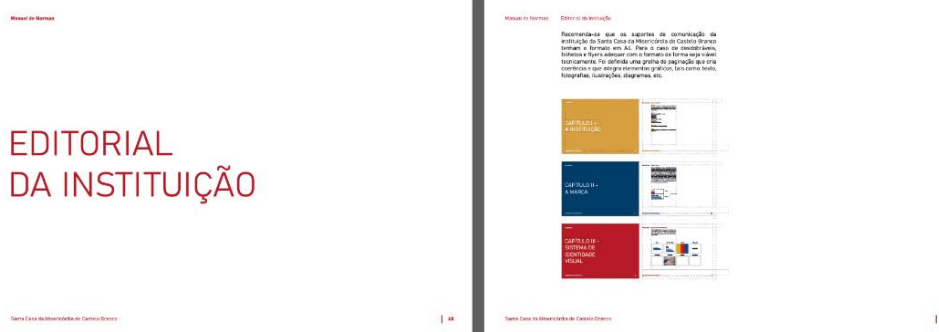 Manual de Normas
EDITORIAL
DA INSTITUIÇÃO
Santa Casa da Misericórdia de Castelo Branco
Manual de Normas Editorial da Instituição
Recomenda-se que os suportes de comunicação da
instituição da Santa Casa da Misericórdia de Castelo Branco
tenham o formato em A4. Para o caso de desdobráveis,
folhetos e flyers adequar com o formato de forma seja viável
tecnicamente. Foi definida uma grelha de paginação que cria
coerência e que integra elementos gráficos, tais como texto,
fotografias, ilustrações, diagramas, etc.
CAPÍTULO I –
A INSTITUIÇÃO
CAPÍTULO II –
A MARCA
CAPÍTULO III –
SISTEMA DE
IDENTIDADE
VISUAL
Santa Casa da Misericórdia de Castelo Branco